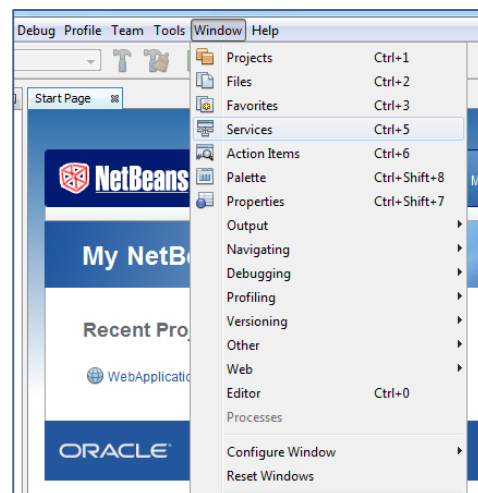 Debug Profile Team Tools Window Help
Projects Ctrl+1
Files Ctrl+2
Start Page Favorites Ctrl+3
Services Ctrl+5
Action Items Ctrl+6
NetBeans Palette Ctrl+Shift+8 M
Properties Ctrl+Shift+7
Output
My NetB Navigating
Debugging
Profiling
Recent Pro Versioning
Other
WebApplicatio Web
Editor Ctrl+0
Processes
ORACLE Configure Window
Reset Windows